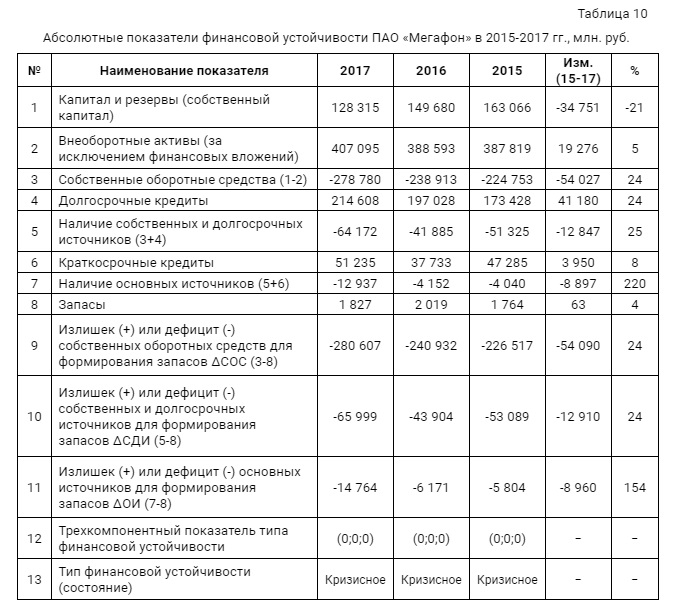 Таблица 10
Абсолютные показатели финансовой устойчивости ПАО «Мегафон» в 2015-2017 гг., млн. руб.
№ Наименование показателя 2017 2016 2015 Изм. (15-17) %
1 Капитал и резервы (собственный капитал) 128 315 149 680 163 066 -34 751 -21
2 Внеоборотные активы (за исключением финансовых вложений) 407 095 388 593 387 819 19 276 5
3 Собственные оборотные средства (1-2) -278 780 -238 913 -224 753 -54 027 24
4 Долгосрочные кредиты 214 608 197 028 173 428 41 180 24
5 Наличие собственных и долгосрочных источников (3+4) -64 172 -41 885 -51 325 -12 847 25
6 Краткосрочные кредиты 51 235 37 733 47 285 3 950 8
7 Наличие основных источников (5+6) -12 937 -4 152 -4 040 -8 897 220
8 Запасы 1 827 2 019 1 764 63 4
9 Излишек (+) или дефицит (-) собственных оборотных средств для формирования запасов ΔСОС (3-8) -280 607 -240 932 -226 517 -54 090 24
10 Излишек (+) или дефицит (-) собственных и долгосрочных источников для формирования запасов ΔСДИ (5-8) -65 999 -43 904 -53 089 -12 910 24
11 Излишек (+) или дефицит (-) основных источников для формирования запасов ΔОИ (7-8) -14 764 -6 171 -5 804 -8 960 154
12 Трехкомпонентный показатель типа финансовой устойчивости (0;0;0) (0;0;0) (0;0;0) – –
13 Тип финансовой устойчивости (состояние) Кризисное Кризисное Кризисное – –